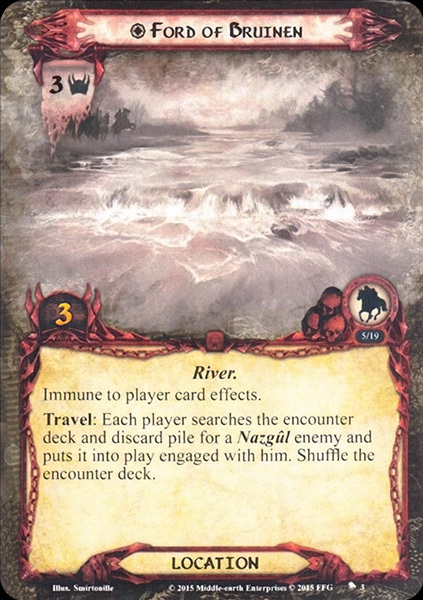 FORD OF BRUINEN
3
3
5/19
River.
Immune to player card effects.
Travel: Each player searches the encounter
deck and discard pile for a Nazgûl enemy and
puts it into play engaged with him. Shuffle the
encounter deck.
LOCATION
Illus. Smirtouille © 2015 Middle-earth Enterprises © 2015 FFG 3